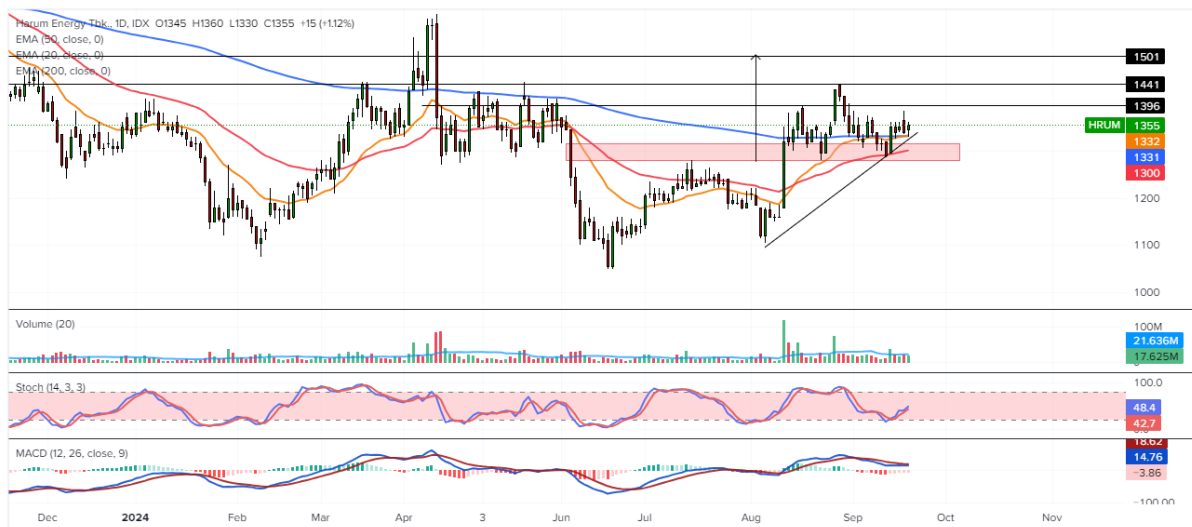 Harum Energy Tbk., 1D, IDX O1345 H1360 L1330 C1355 +15 (+1.12%)
EMA (50, close, 0)
EMA (20, close, 0)
EMA (200, close, 0)
1501
1441
1396
HRUM 1355
1332
1331
1300
1200
1100
1000
Volume (20)
100M
21.636M
17.625M
Stoch (14, 3, 3)
100.0
48.4
42.7
MACD (12, 26, close, 9)
18.62
14.76
−3.86
−100.00
Dec 2024 Feb Mar Apr 3 Jun Jul Aug Sep Oct Nov